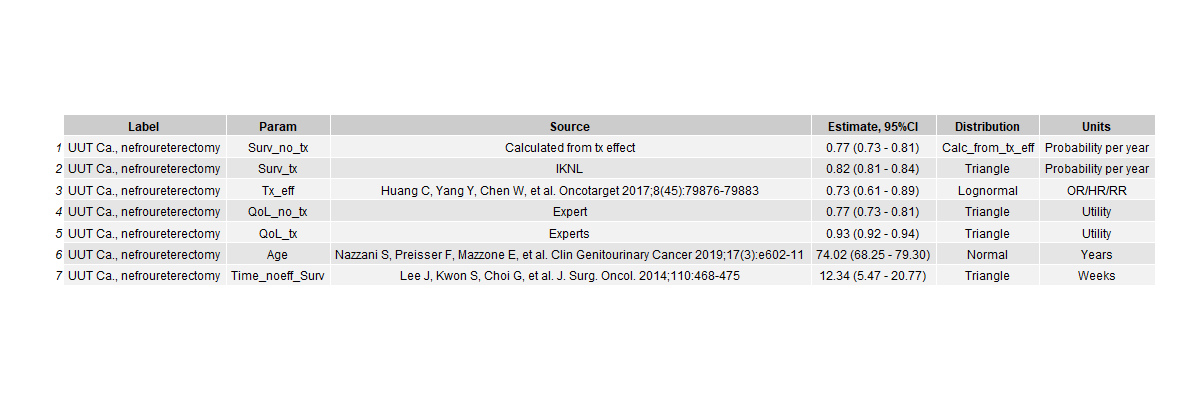 Label Param Source Estimate, 95%CI Distribution Units
1 UUT Ca., nefroureterectomy Surv_no_tx Calculated from tx effect 0.77 (0.73 - 0.81) Calc_from_tx_eff Probability per year
2 UUT Ca., nefroureterectomy Surv_tx IKNL 0.82 (0.81 - 0.84) Triangle Probability per year
3 UUT Ca., nefroureterectomy Tx_eff Huang C, Yang Y, Chen W, et al. Oncotarget 2017;8(45):79876-79883 0.73 (0.61 - 0.89) Lognormal OR/HR/RR
4 UUT Ca., nefroureterectomy QoL_no_tx Expert 0.77 (0.73 - 0.81) Triangle Utility
5 UUT Ca., nefroureterectomy QoL_tx Experts 0.93 (0.92 - 0.94) Triangle Utility
6 UUT Ca., nefroureterectomy Age Nazzani S, Preisser F, Mazzone E, et al. Clin Genitourinary Cancer 2019;17(3):e602-11 74.02 (68.25 - 79.30) Normal Years
7 UUT Ca., nefroureterectomy Time_noeff_Surv Lee J, Kwon S, Choi G, et al. J. Surg. Oncol. 2014;110:468-475 12.34 (5.47 - 20.77) Triangle Weeks